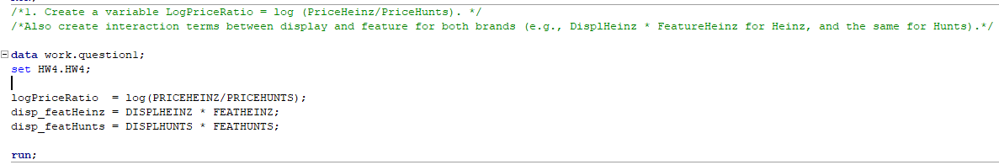 /*1. Create a variable LogPriceRatio = log (PriceHeinz/PriceHunts). */
/*Also create interaction terms between display and feature for both brands (e.g., DisplHeinz * FeatureHeinz for Heinz, and the same for Hunts).*/
data work.question1;
set HW4.HW4;
logPriceRatio  = log(PRICEHEINZ/PRICEHUNTS);
disp_featHeinz = DISPLHEINZ * FEATHEINZ;
disp_featHunts = DISPLHUNTS * FEATHUNTS;
run;